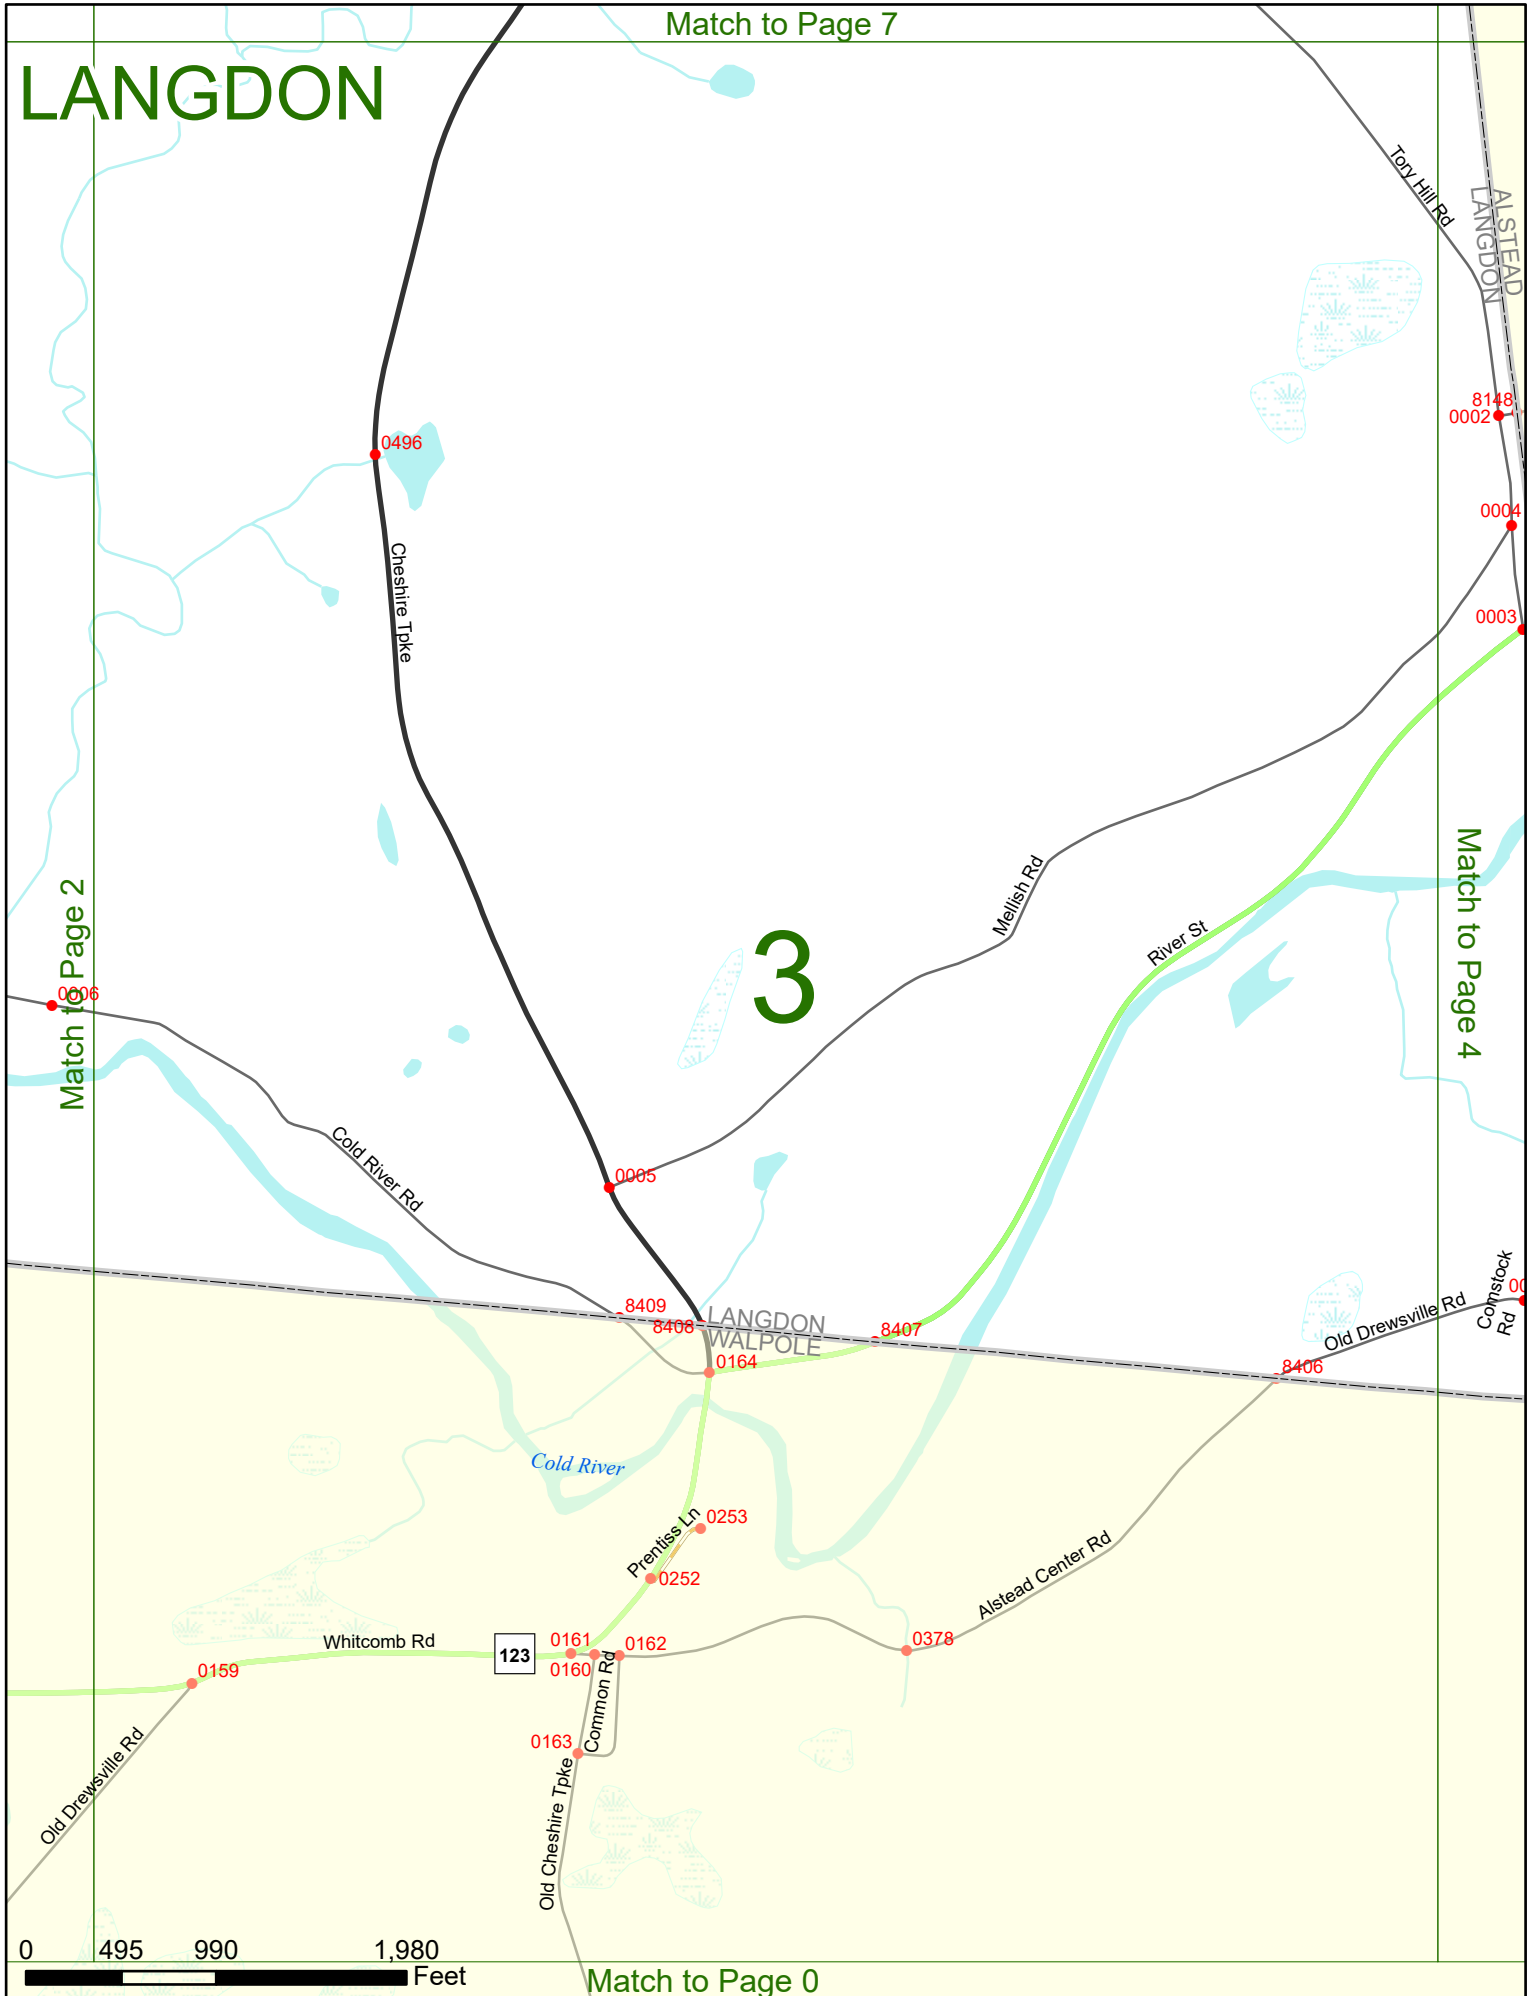 Match to Page 7
LANGDON
Tory Hill Rd
ALSTEAD
LANGDON
8148
0002
0496
0004
Cheshire Tpke
0003
Mellish Rd
Match to Page 2
Match to Page 4
River St
3
0006
Cold River Rd
0005
8409
LANGDON
8408
WALPOLE
8407
0164
8406
Old Drewsville Rd
Comstock
Rd
00
Cold River
0253
Prentiss Ln
0252
Alstead Center Rd
Whitcomb Rd
123
0161
0160
0162
0378
0159
Common Rd
0163
Old Drewsville Rd
Old Cheshire Tpke
0 495 990 1,980
Feet
Match to Page 0